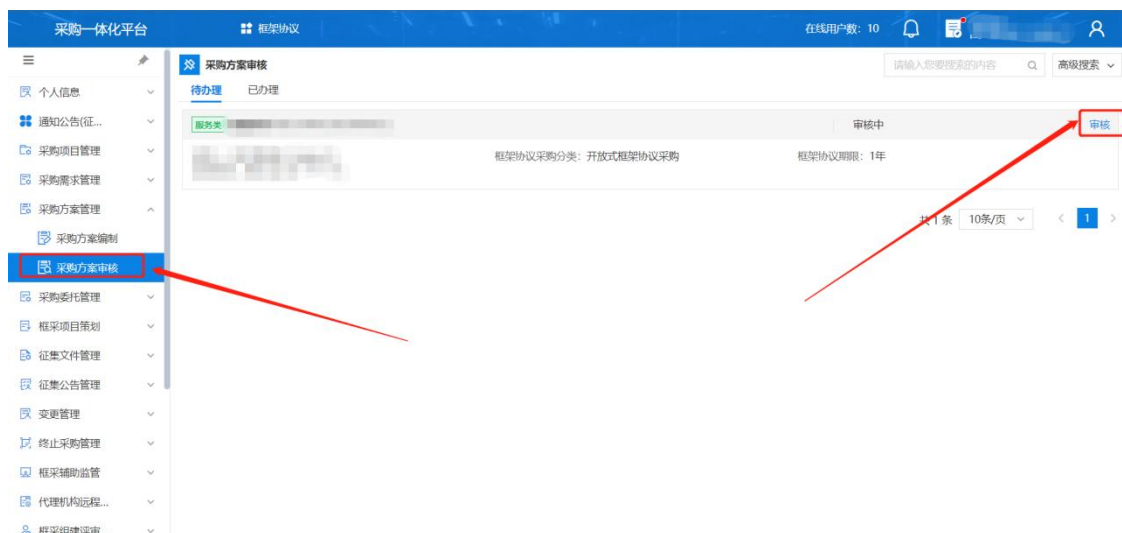 采购一体化平台
框架协议
在线用户数：10
采购方案审核
请输入您要搜索的内容
高级搜索
待办理 已办理
个人信息
通知公告(征...
采购项目管理
采购需求管理
采购方案管理
采购方案编制
采购方案审核
采购委托管理
框采项目策划
征集文件管理
征集公告管理
变更管理
终止采购管理
框采辅助监管
代理机构远程...
框采组建评审
服务类
审核中
审核
框架协议采购分类：开放式框架协议采购
框架协议期限：1年
共1条 10条/页 < 1 >